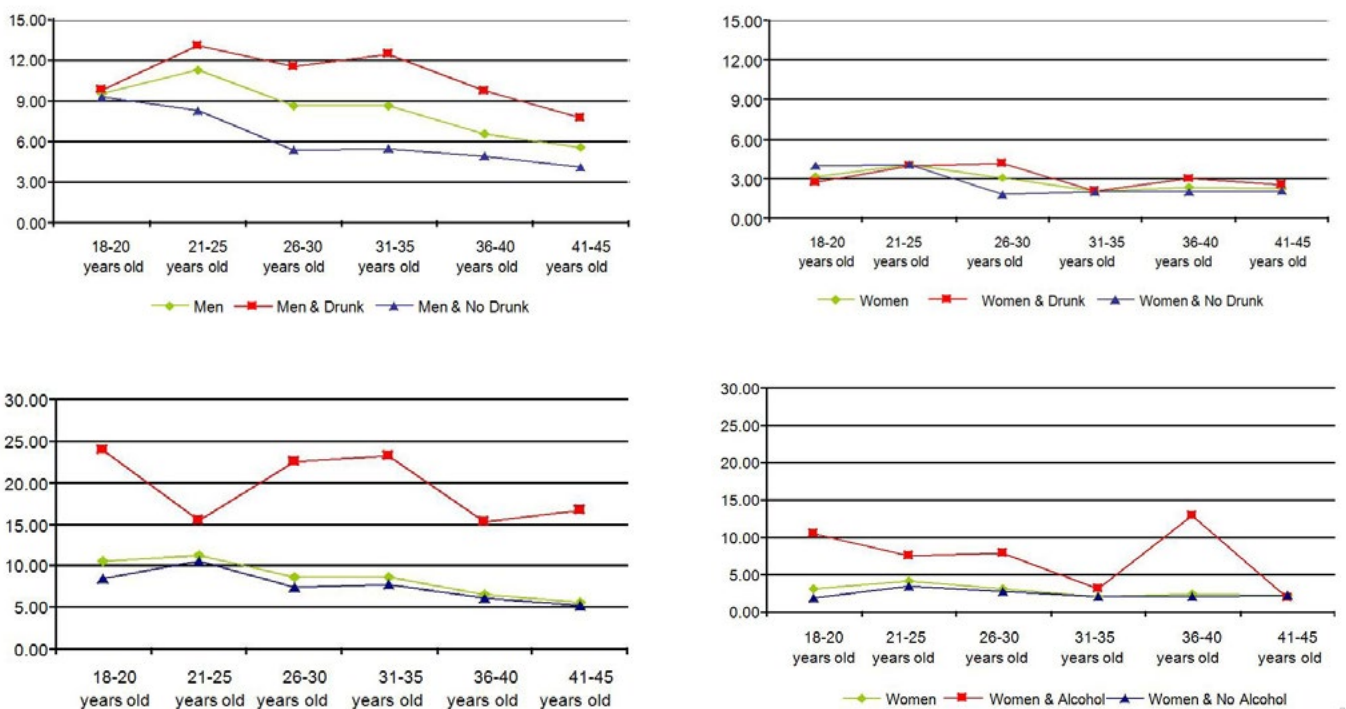 15.00
12.00
9.00
6.00
3.00
0.00
18-20 21-25 26-30 31-35 36-40 41-45
years old years old years old years old years old years old
Men Men & Drunk Men & No Drunk
15.00
12.00
9.00
6.00
3.00
0.00
18-20 21-25 26-30 31-35 36-40 41-45
years old years old years old years old years old years old
Women Women & Drunk Women & No Drunk
30.00
25.00
20.00
15.00
10.00
5.00
0.00
18-20 21-25 26-30 31-35 36-40 41-45
years old years old years old years old years old years old
30.00
25.00
20.00
15.00
10.00
5.00
0.00
18-20 21-25 26-30 31-35 36-40 41-45
years old years old years old years old years old years old
Women Women & Alcohol Women & No Alcohol